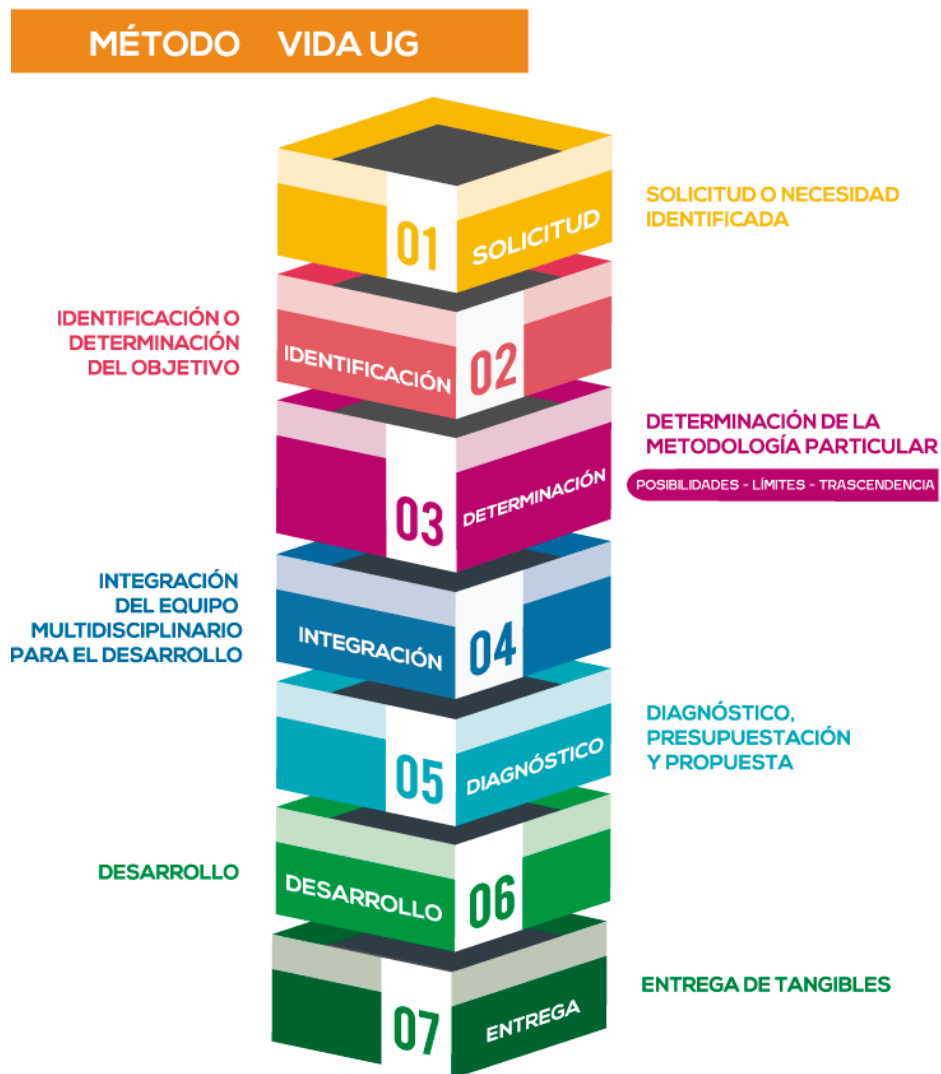 MÉTODO VIDA UG
01
SOLICITUD
SOLICITUD O NECESIDAD
IDENTIFICADA
IDENTIFICACIÓN O
DETERMINACIÓN
DEL OBJETIVO
IDENTIFICACIÓN
02
03
DETERMINACIÓN
DETERMINACIÓN DE LA
METODOLOGÍA PARTICULAR
POSIBILIDADES - LÍMITES - TRASCENDENCIA
INTEGRACIÓN
DEL EQUIPO
MULTIDISCIPLINARIO
PARA EL DESARROLLO
INTEGRACIÓN
04
05
DIAGNÓSTICO
DIAGNÓSTICO,
PRESUPUESTACIÓN
Y PROPUESTA
DESARROLLO
DESARROLLO
06
07
ENTREGA
ENTREGA DE TANGIBLES